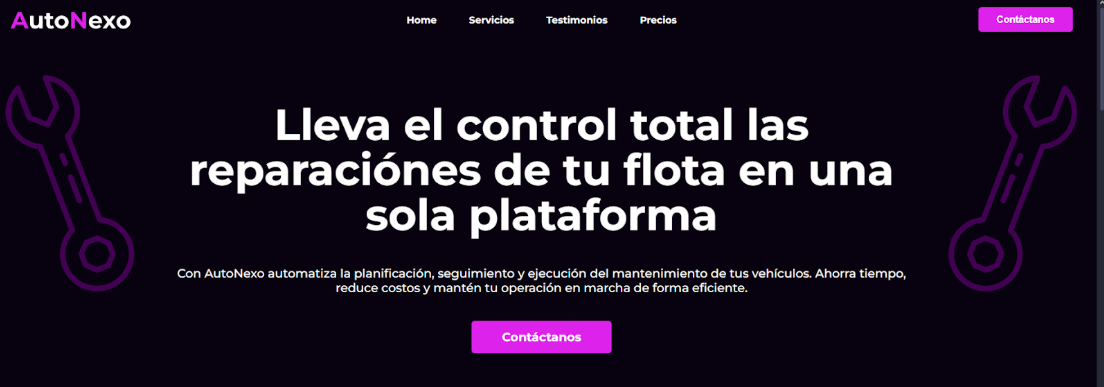 AutoNexo
Home Servicios Testimonios Precios
Contáctanos
Lleva el control total las
reparaciónes de tu flota en una
sola plataforma
Con AutoNexo automatiza la planificación, seguimiento y ejecución del mantenimiento de tus vehículos. Ahorra tiempo,
reduce costos y mantén tu operación en marcha de forma eficiente.
Contáctanos